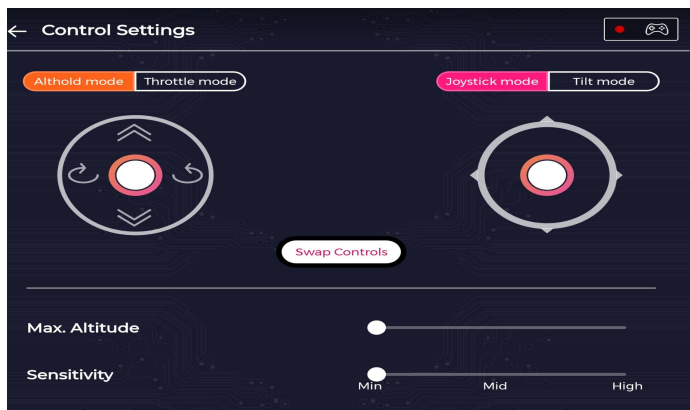 Control Settings
Althold mode Throttle mode
Joystick mode Tilt mode
Swap Controls
Max. Altitude
Sensitivity
Min Mid High